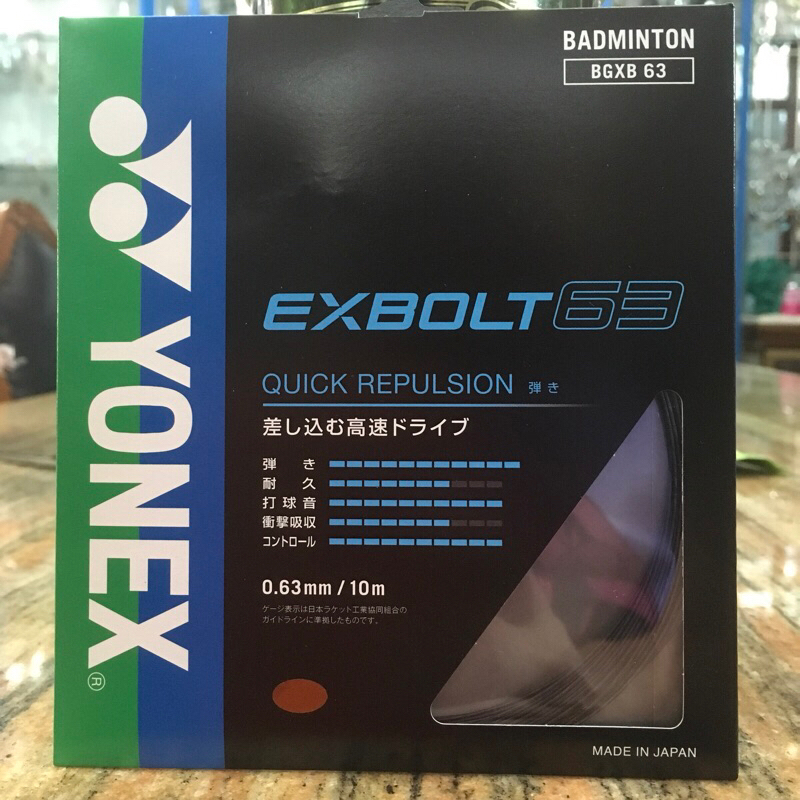 BADMINTON
BGXB 63
YONEX®
EXBOLT63
QUICK REPULSION 弾き
差し込む高速ドライブ
弾き
耐久
打球音
衝撃吸収
コントロール
0.63mm / 10m
ゲージ表示は日本ラケット工業協同組合の
ガイドラインに準拠したものです。
MADE IN JAPAN